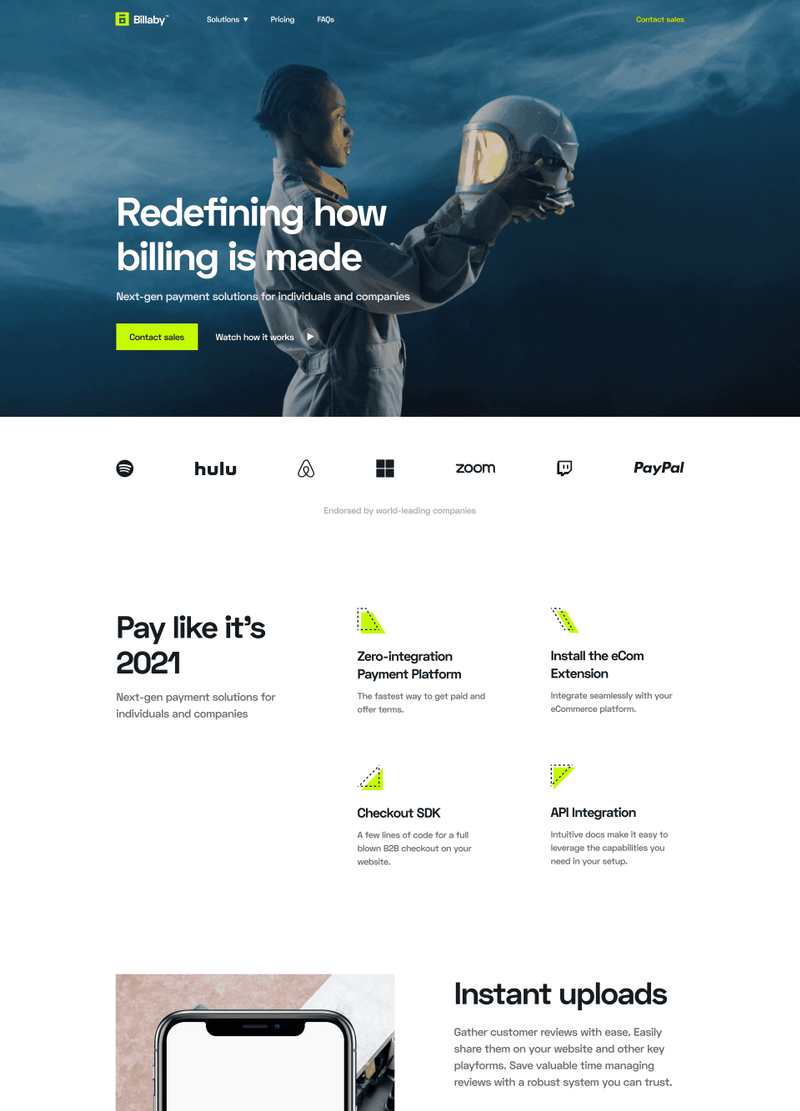 Billaby™
Solutions ▼
Pricing
FAQs
Contact sales
Redefining how
billing is made
Next-gen payment solutions for individuals and companies
Contact sales
Watch how it works
hulu
zoom
PayPal
Endorsed by world-leading companies
Pay like it's
2021
Next-gen payment solutions for
individuals and companies
Zero-integration
Payment Platform
The fastest way to get paid and
offer terms.
Install the eCom
Extension
Integrate seamlessly with your
eCommerce platform.
Checkout SDK
A few lines of code for a full
blown B2B checkout on your
website.
API Integration
Intuitive docs make it easy to
leverage the capabilities you
need in your setup.
Instant uploads
Gather customer reviews with ease. Easily
share them on your website and other key
playforms. Save valuable time managing
reviews with a robust system you can trust.